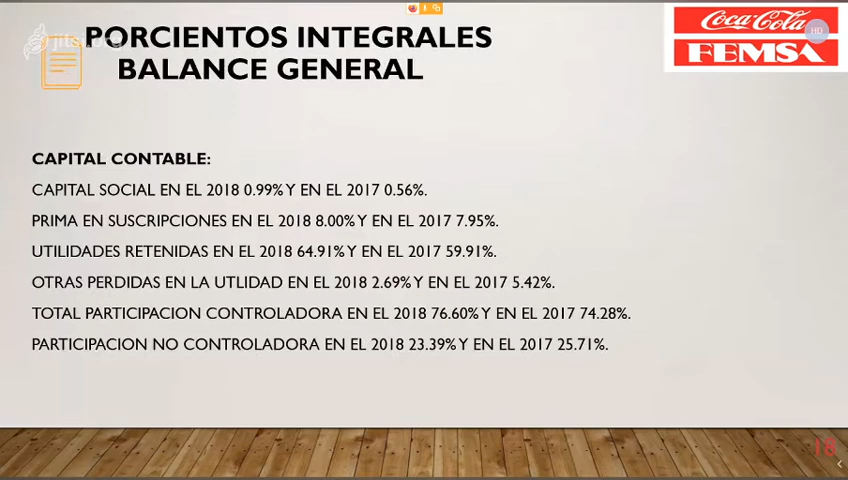 jitsi.org
PORCIENTOS INTEGRALES
BALANCE GENERAL
Coca-Cola
FEMSA
HD
CAPITAL CONTABLE:
CAPITAL SOCIAL EN EL 2018 0.99% Y EN EL 2017 0.56%.
PRIMA EN SUSCRIPCIONES EN EL 2018 8.00% Y EN EL 2017 7.95%.
UTILIDADES RETENIDAS EN EL 2018 64.91% Y EN EL 2017 59.91%.
OTRAS PERDIDAS EN LA UTLIDAD EN EL 2018 2.69% Y EN EL 2017 5.42%.
TOTAL PARTICIPACION CONTROLADORA EN EL 2018 76.60% Y EN EL 2017 74.28%.
PARTICIPACION NO CONTROLADORA EN EL 2018 23.39% Y EN EL 2017 25.71%.
18